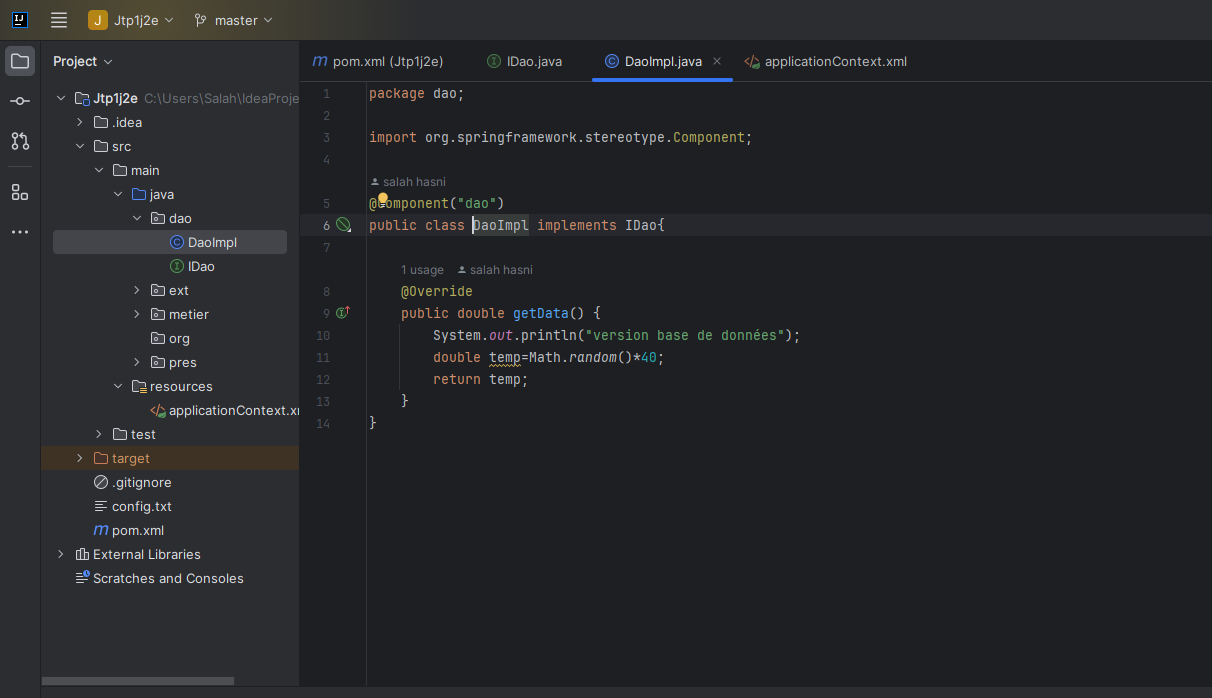 J Jtp1j2e master
Project
Jtp1j2e C:\Users\Salah\IdeaProje
.idea
src
main
java
dao
DaoImpl
IDao
ext
metier
org
pres
resources
applicationContext.x
test
target
.gitignore
config.txt
pom.xml
External Libraries
Scratches and Consoles
pom.xml (Jtp1j2e) IDao.java DaoImpl.java applicationContext.xml
1 package dao;
2
3 import org.springframework.stereotype.Component;
4
salah hasni
5 @Component("dao")
6 public class DaoImpl implements IDao{
7
1 usage salah hasni
8 @Override
9 public double getData() {
10 System.out.println("version base de données");
11 double temp=Math.random()*40;
12 return temp;
13 }
14 }